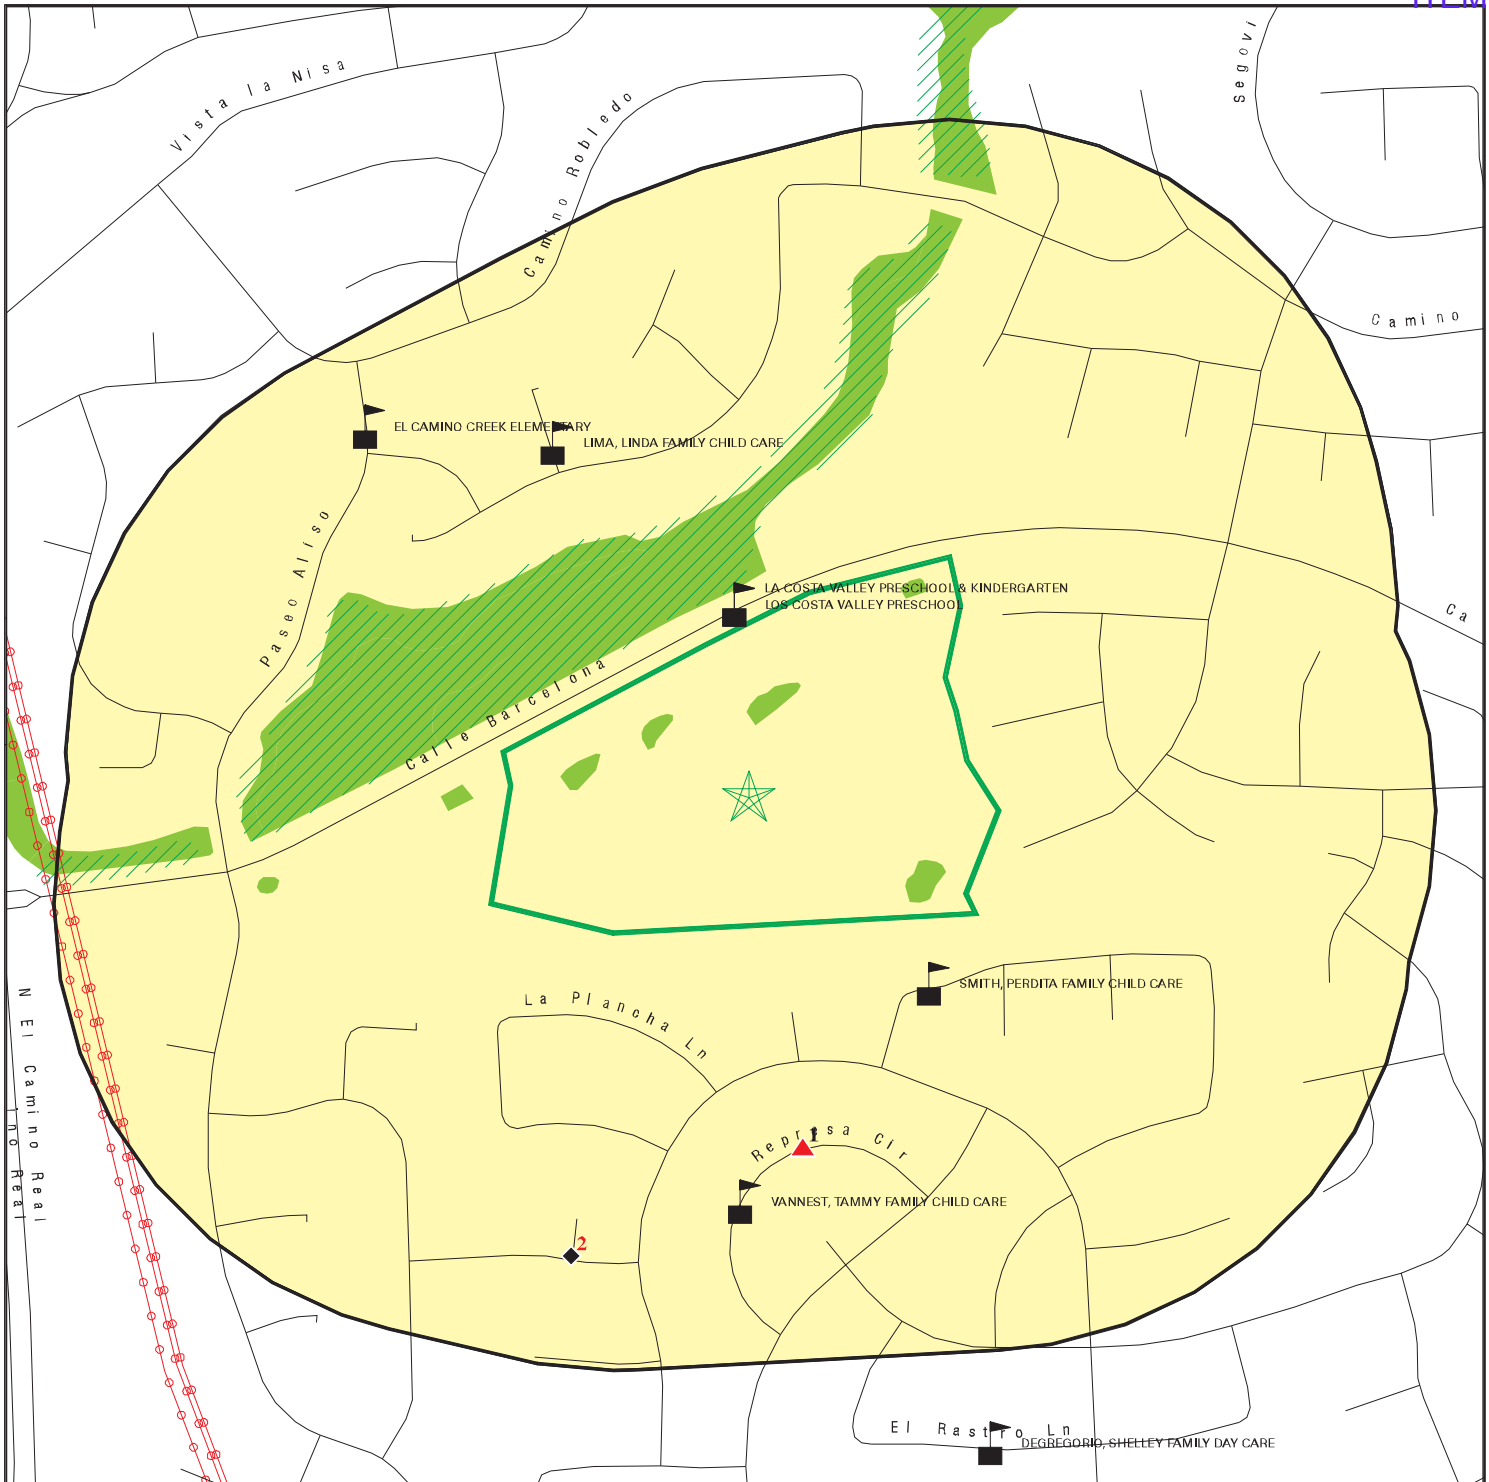 Segovi
Vista la Nisa
Camino Robledo
Camino
EL CAMINO CREEK ELEMENTARY
LIMA, LINDA FAMILY CHILD CARE
Paseo Aliso
LA COSTA VALLEY PRESCHOOL & KINDERGARTEN
LOS COSTA VALLEY PRESCHOOL
Ca
Calle Barcelona
SMITH, PERDITA FAMILY CHILD CARE
La Plancha Ln
N El Camino Real
ino Real
Real
1
Represa Cir
VANNEST, TAMMY FAMILY CHILD CARE
2
El Rastro Ln
DEGREGORIO, SHELLEY FAMILY DAY CARE